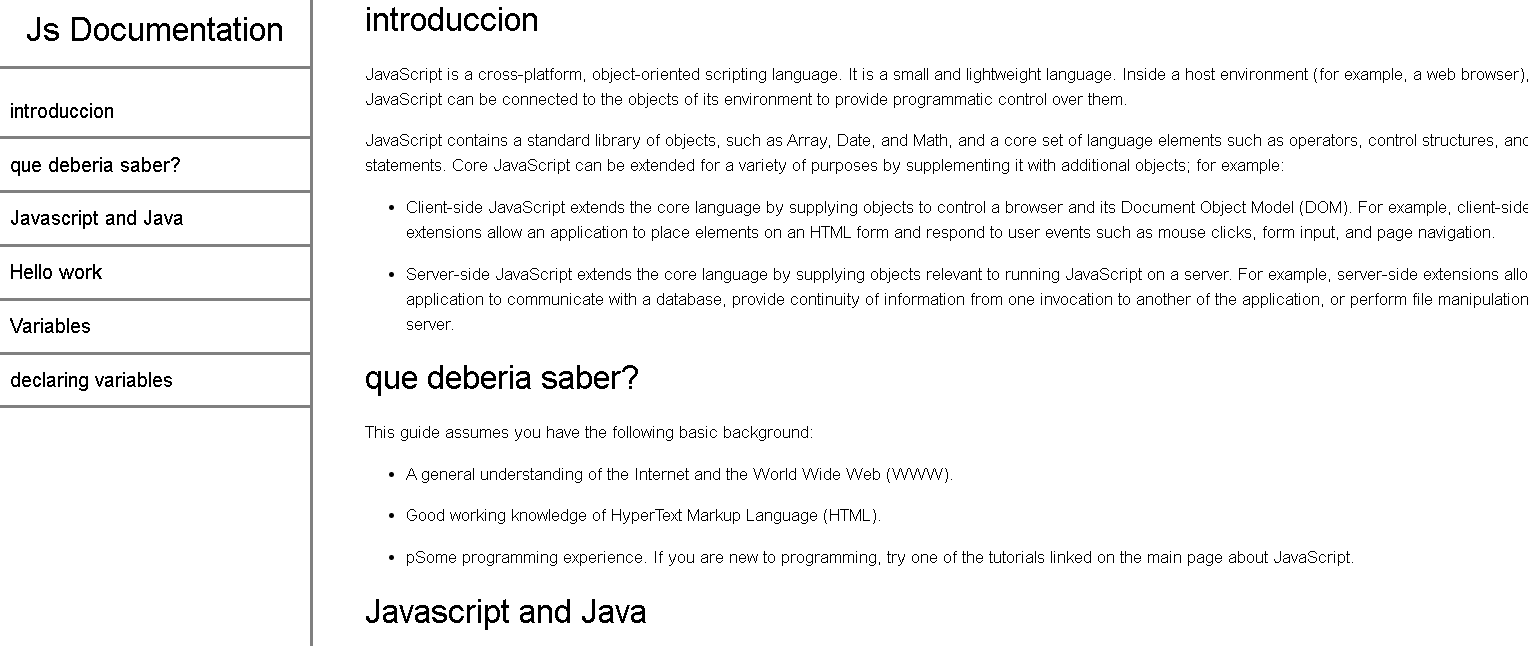 Js Documentation
introduccion
que deberia saber?
Javascript and Java
Hello work
Variables
declaring variables
introduccion
JavaScript is a cross-platform, object-oriented scripting language. It is a small and lightweight language. Inside a host environment (for example, a web browser),
JavaScript can be connected to the objects of its environment to provide programmatic control over them.
JavaScript contains a standard library of objects, such as Array, Date, and Math, and a core set of language elements such as operators, control structures, and
statements. Core JavaScript can be extended for a variety of purposes by supplementing it with additional objects; for example:
• Client-side JavaScript extends the core language by supplying objects to control a browser and its Document Object Model (DOM). For example, client-side
extensions allow an application to place elements on an HTML form and respond to user events such as mouse clicks, form input, and page navigation.
• Server-side JavaScript extends the core language by supplying objects relevant to running JavaScript on a server. For example, server-side extensions allo
application to communicate with a database, provide continuity of information from one invocation to another of the application, or perform file manipulation
server.
que deberia saber?
This guide assumes you have the following basic background:
• A general understanding of the Internet and the World Wide Web (WWW).
• Good working knowledge of HyperText Markup Language (HTML).
• pSome programming experience. If you are new to programming, try one of the tutorials linked on the main page about JavaScript.
Javascript and Java